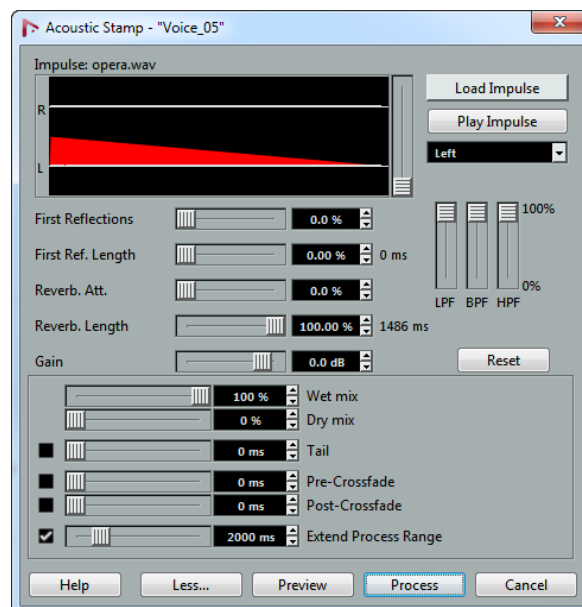 Acoustic Stamp - "Voice_05"
Impulse: opera.wav
R
L
Load Impulse
Play Impulse
Left
First Reflections 0.0 %
First Ref. Length 0.00 % 0 ms
Reverb. Att. 0.0 %
Reverb. Length 100.00 % 1486 ms
Gain 0.0 dB
100%
0%
LPF BPF HPF
Reset
100 % Wet mix
0 % Dry mix
0 ms Tail
0 ms Pre-Crossfade
0 ms Post-Crossfade
2000 ms Extend Process Range
Help Less... Preview Process Cancel